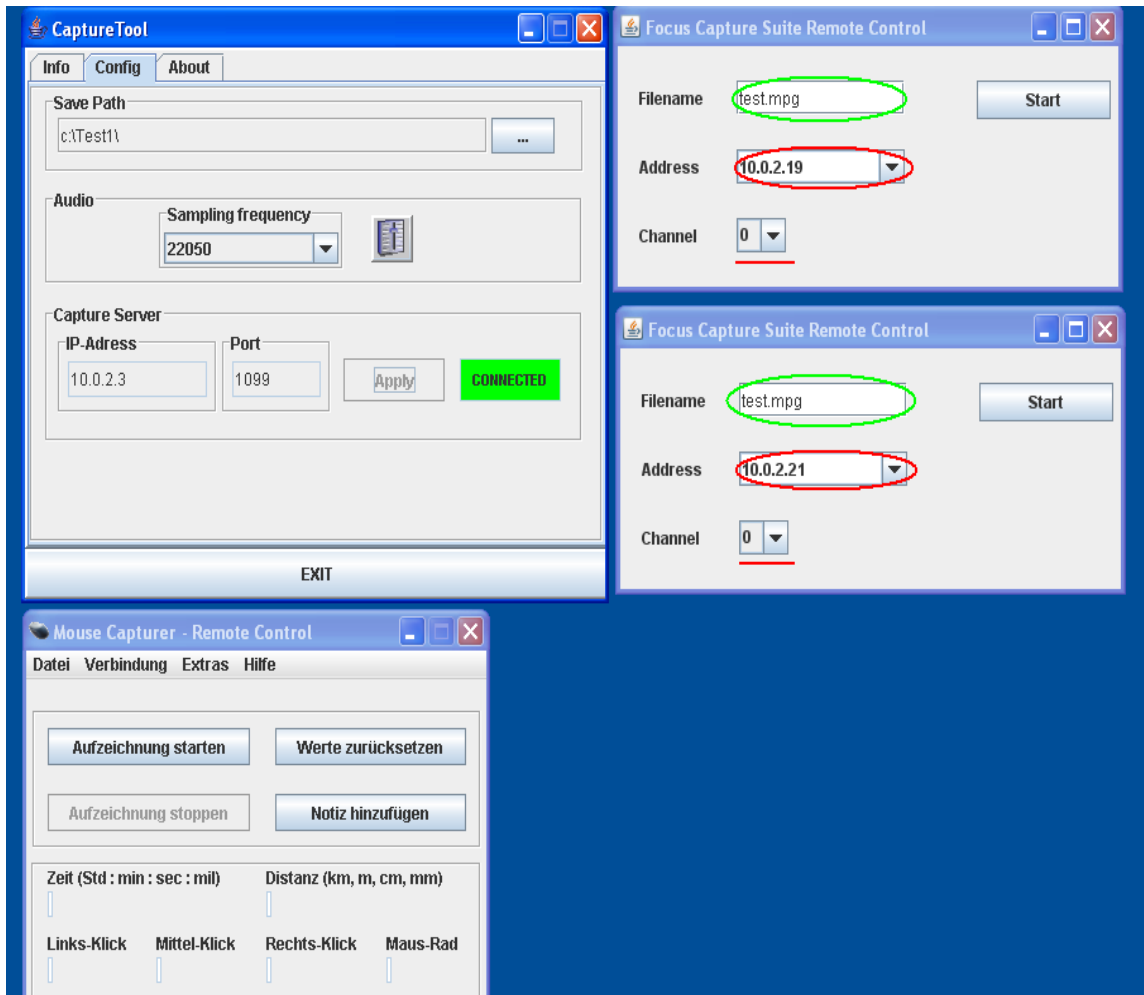 CaptureTool
Info Config About
Save Path
c:\Test1\
...
Audio
Sampling frequency
22050
Capture Server
IP-Adress Port
10.0.2.3 1099 Apply CONNECTED
EXIT
Focus Capture Suite Remote Control
Filename test.mpg Start
Address 10.0.2.19
Channel 0
Focus Capture Suite Remote Control
Filename test.mpg Start
Address 10.0.2.21
Channel 0
Mouse Capturer - Remote Control
Datei Verbindung Extras Hilfe
Aufzeichnung starten Werte zurücksetzen
Aufzeichnung stoppen Notiz hinzufügen
Zeit (Std : min : sec : mil) Distanz (km, m, cm, mm)
Links-Klick Mittel-Klick Rechts-Klick Maus-Rad